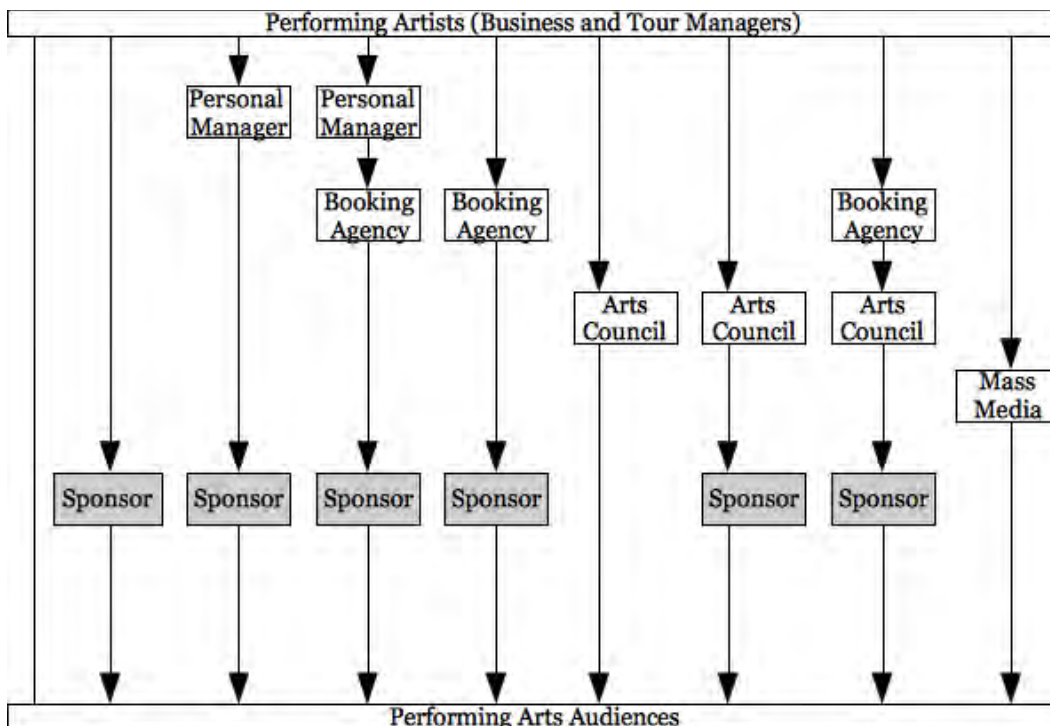 Performing Artists (Business and Tour Managers)
Personal
Manager
Personal
Manager
Booking
Agency
Booking
Agency
Booking
Agency
Arts
Council
Arts
Council
Arts
Council
Mass
Media
Sponsor
Sponsor
Sponsor
Sponsor
Sponsor
Sponsor
Performing Arts Audiences